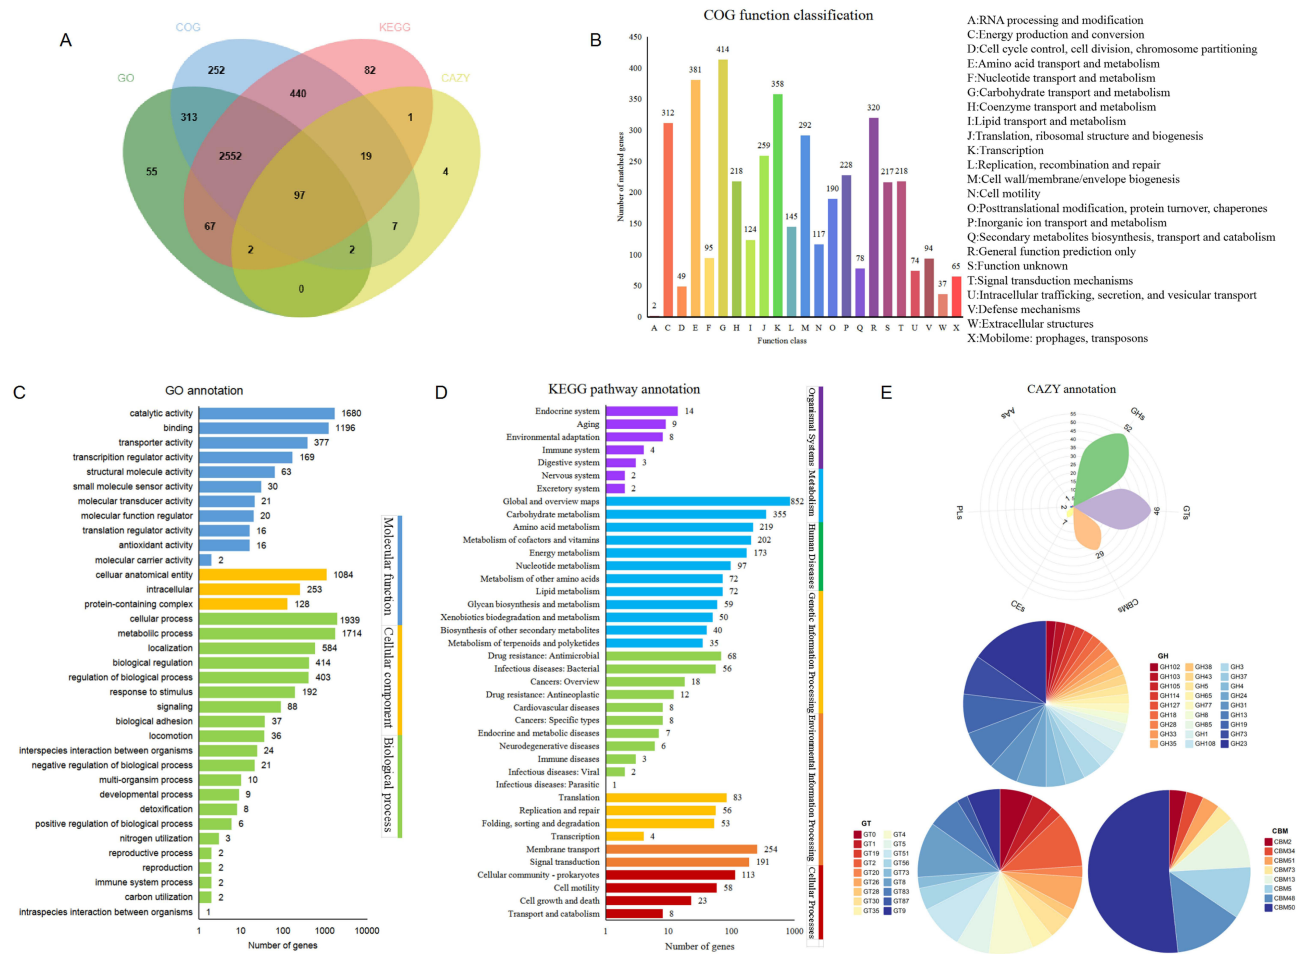 A
COG
KEGG
GO
CAZY
252
82
440
313
1
2552
19
55
4
97
67
7
2
2
0
B
COG function classification
Number of matched genes
450
400
350
300
250
200
150
100
50
0
2
312
49
381
95
414
218
124
259
358
145
292
117
190
228
78
320
217
218
74
94
37
65
A C D E F G H I J K L M N O P Q R S T U V W X
Function class
A:RNA processing and modification
C:Energy production and conversion
D:Cell cycle control, cell division, chromosome partitioning
E:Amino acid transport and metabolism
F:Nucleotide transport and metabolism
G:Carbohydrate transport and metabolism
H:Coenzyme transport and metabolism
I:Lipid transport and metabolism
J:Translation, ribosomal structure and biogenesis
K:Transcription
L:Replication, recombination and repair
M:Cell wall/membrane/envelope biogenesis
N:Cell motility
O:Posttranslational modification, protein turnover, chaperones
P:Inorganic ion transport and metabolism
Q:Secondary metabolites biosynthesis, transport and catabolism
R:General function prediction only
S:Function unknown
T:Signal transduction mechanisms
U:Intracellular trafficking, secretion, and vesicular transport
V:Defense mechanisms
W:Extracellular structures
X:Mobilome: prophages, transposons
C
GO annotation
catalytic activity 1680
binding 1196
transporter activity 377
transcripition regulator activity 169
structural molecule activity 63
small molecule sensor activity 30
molecular transducer activity 21
molecular function regulator 20
translation regulator activity 16
antioxidant activity 16
molecular carrier activity 2
celluar anatomical entity 1084
intracellular 253
protein-containing complex 128
cellular process 1939
metabolilc process 1714
localization 584
biological regulation 414
regulation of biological process 403
response to stimulus 192
signaling 88
biological adhesion 37
locomotion 36
interspecies interaction between organisms 24
negative regulation of biological process 21
multi-organsim process 10
developmental process 9
detoxification 8
positive regulation of biological process 6
nitrogen utilization 3
reproductive process 2
reproduction 2
immune system process 2
carbon utilization 2
intraspecies interaction between organisms 1
1 10 100 1000 10000
Number of genes
Molecular function
Cellular component
Biological process
D
KEGG pathway annotation
Endocrine system 14
Aging 9
Environmental adaptation 8
Immune system 4
Digestive system 3
Nervous system 2
Excretory system 2
Global and overview maps 852
Carbohydrate metabolism 355
Amino acid metabolism 219
Metabolism of cofactors and vitamins 202
Energy metabolism 173
Nucleotide metabolism 97
Metabolism of other amino acids 72
Lipid metabolism 72
Glycan biosynthesis and metabolism 59
Xenobiotics biodegradation and metabolism 50
Biosynthesis of other secondary metabolites 40
Metabolism of terpenoids and polyketides 35
Drug resistance: Antimicrobial 68
Infectious diseases: Bacterial 56
Cancers: Overview 18
Drug resistance: Antineoplastic 12
Cardiovascular diseases 8
Cancers: Specific types 8
Endocrine and metabolic diseases 7
Neurodegenerative diseases 6
Immune diseases 3
Infectious diseases: Viral 2
Infectious diseases: Parasitic 1
Translation 83
Replication and repair 56
Folding, sorting and degradation 53
Transcription 4
Membrane transport 254
Signal transduction 191
Cellular community - prokaryotes 113
Cell motility 58
Cell growth and death 23
Transport and catabolism 8
1 10 100 1000
Number of genes
Organismal Systems
Metabolism
Human Diseases
Genetic Information Processing
Environmental Information Processing
Cellular Processes
E
CAZY annotation
AAs
GHs
PLs
GTs
CEs
CBMs
55
50
45
40
35
30
25
20
15
10
5
52
46
29
1
2
1
GH
GH102 GH38 GH3
GH103 GH43 GH37
GH105 GH5 GH4
GH114 GH65 GH24
GH127 GH77 GH31
GH18 GH8 GH13
GH28 GH85 GH19
GH33 GH1 GH73
GH35 GH108 GH23
GT
GT0 GT4
GT1 GT5
GT19 GT51
GT2 GT56
GT20 GT73
GT26 GT8
GT28 GT83
GT30 GT87
GT35 GT9
CBM
CBM2
CBM34
CBM51
CBM73
CBM13
CBM5
CBM48
CBM50